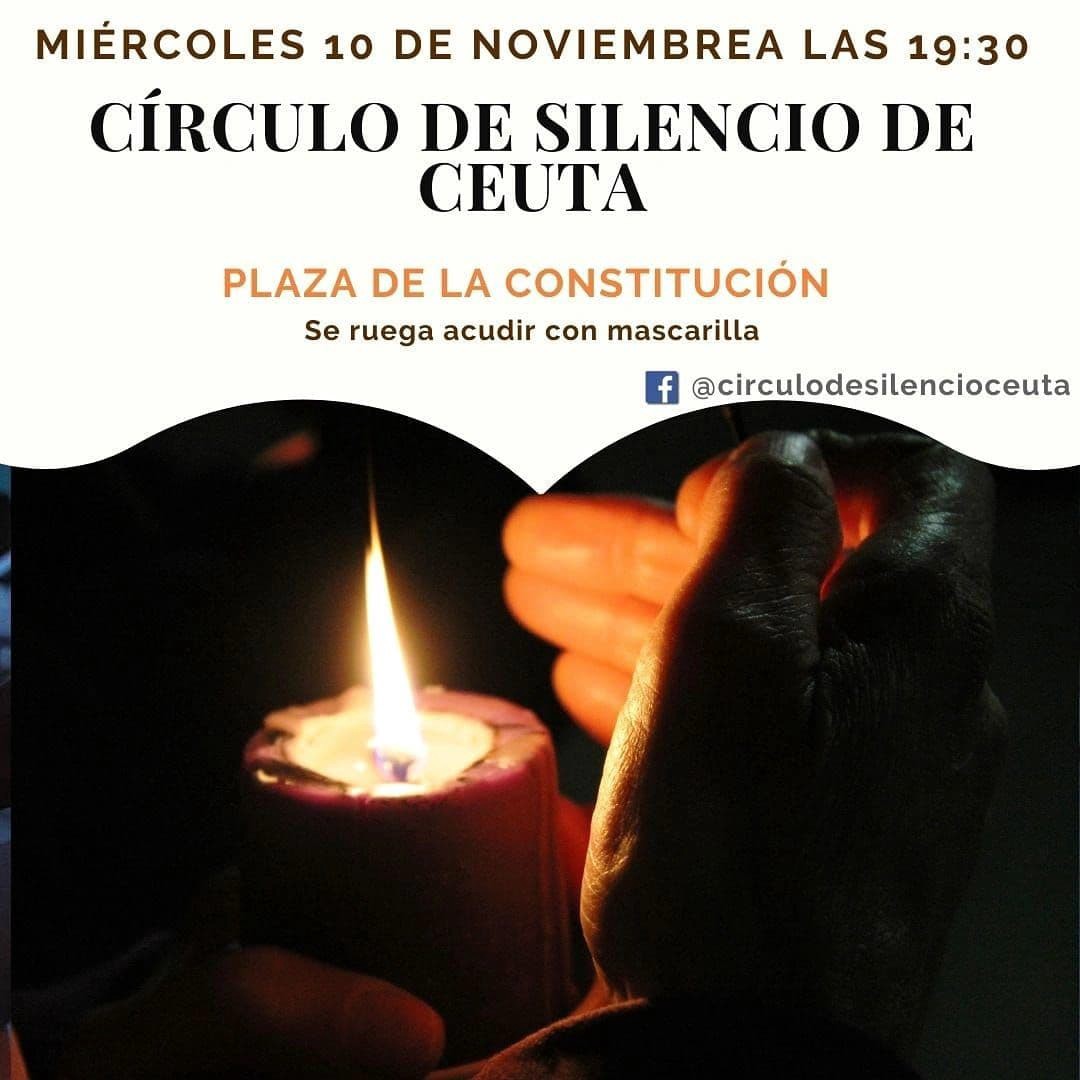 MIÉRCOLES 10 DE NOVIEMBREA LAS 19:30
CÍRCULO DE SILENCIO DE
CEUTA
PLAZA DE LA CONSTITUCIÓN
Se ruega acudir con mascarilla
@circulodesilencioceuta